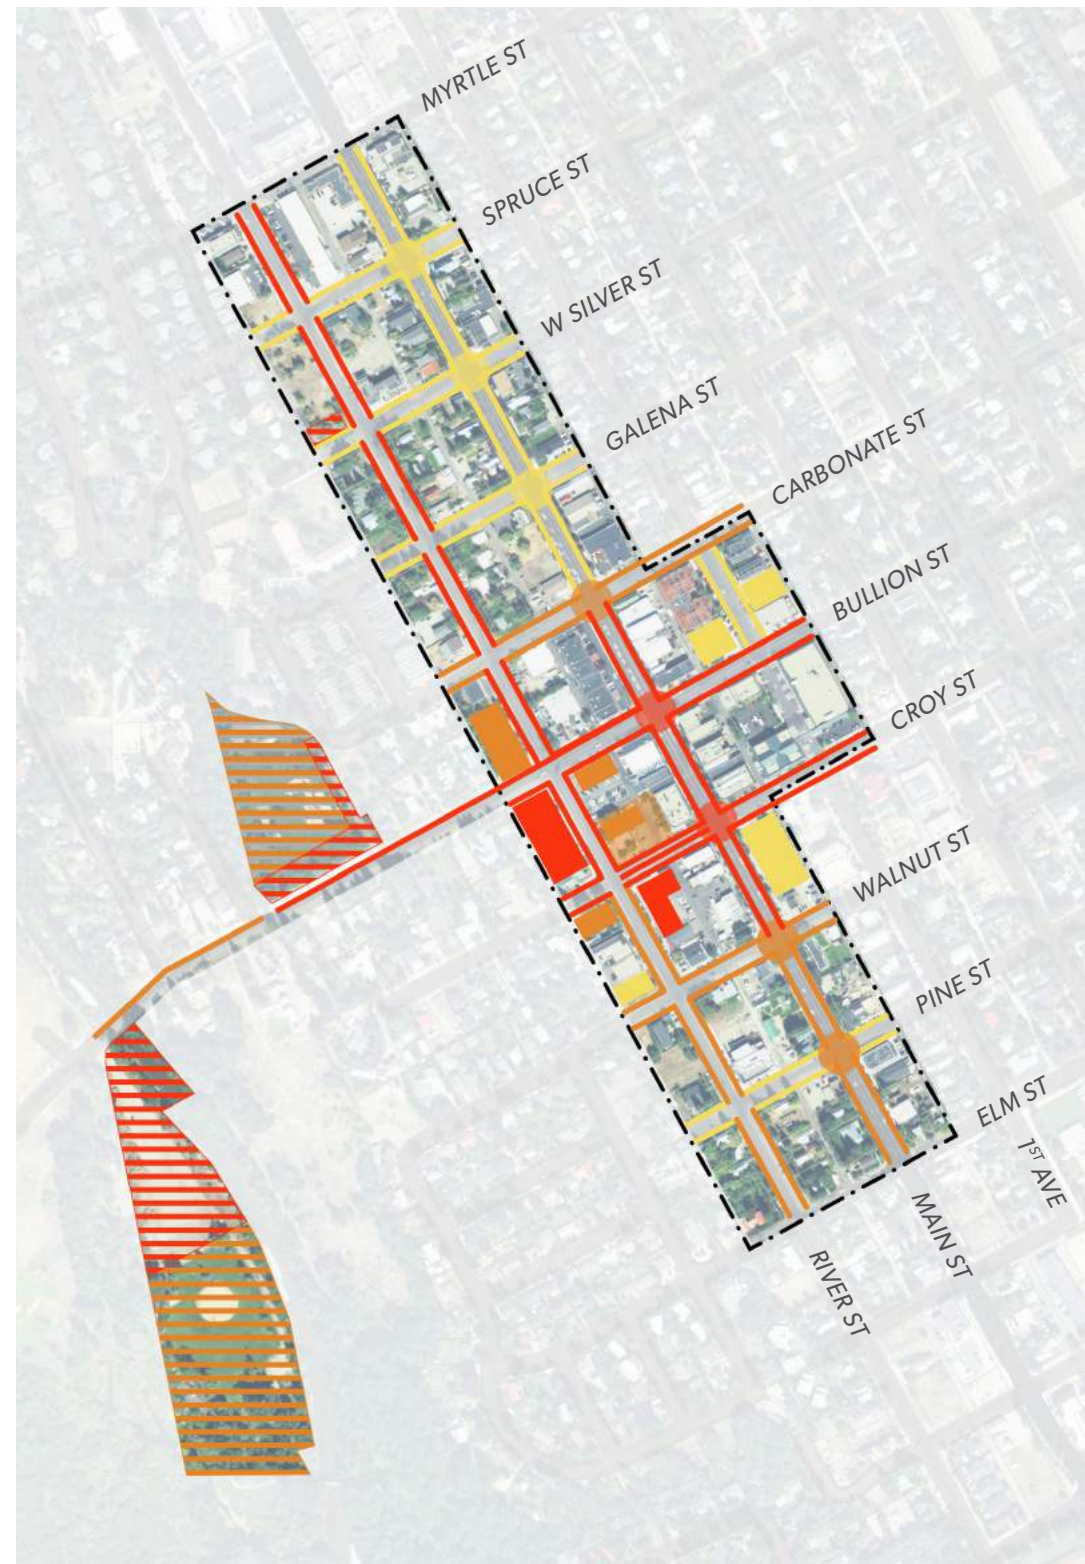 MYRTLE ST
SPRUCE ST
W SILVER ST
GALENA ST
CARBONATE ST
BULLION ST
CROY ST
WALNUT ST
PINE ST
ELM ST
1ST AVE
MAIN ST
RIVER ST